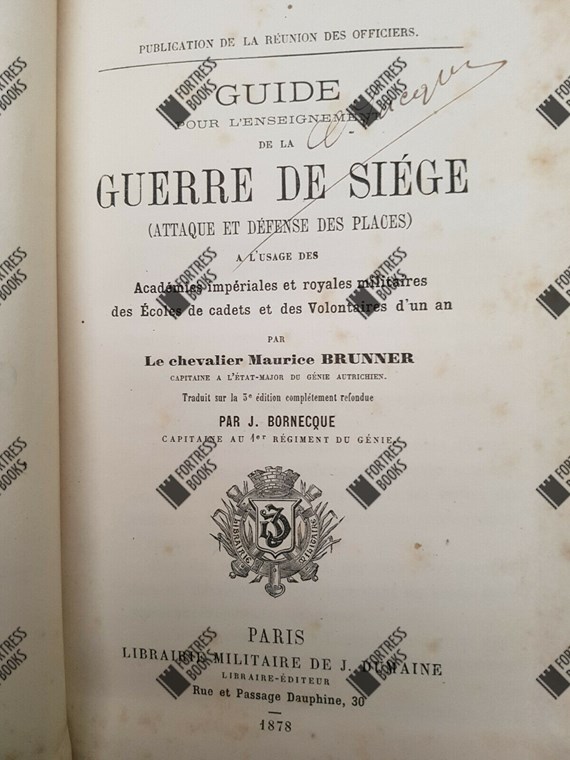 PUBLICATION DE LA RÉUNION DES OFFICIERS.
GUIDE
POUR L'ENSEIGNEMENT
DE LA
GUERRE DE SIÉGE
(ATTAQUE ET DÉFENSE DES PLACES)
A L'USAGE DES
Académies impériales et royales militaires
des Écoles de cadets et des Volontaires d'un an
PAR
Le chevalier Maurice BRUNNER
CAPITAINE A L'ÉTAT-MAJOR DU GÉNIE AUTRICHIEN.
Traduit sur la 3e édition complétement refondue
PAR J. BORNECQUE
CAPITAINE AU 1er RÉGIMENT DU GÉNIE
LIBRAIRIE MILITAIRE
JD
PARIS
LIBRAIRIE MILITAIRE DE J. DUMAINE
LIBRAIRE-ÉDITEUR
Rue et Passage Dauphine, 30
1878
FORTRESS BOOKS